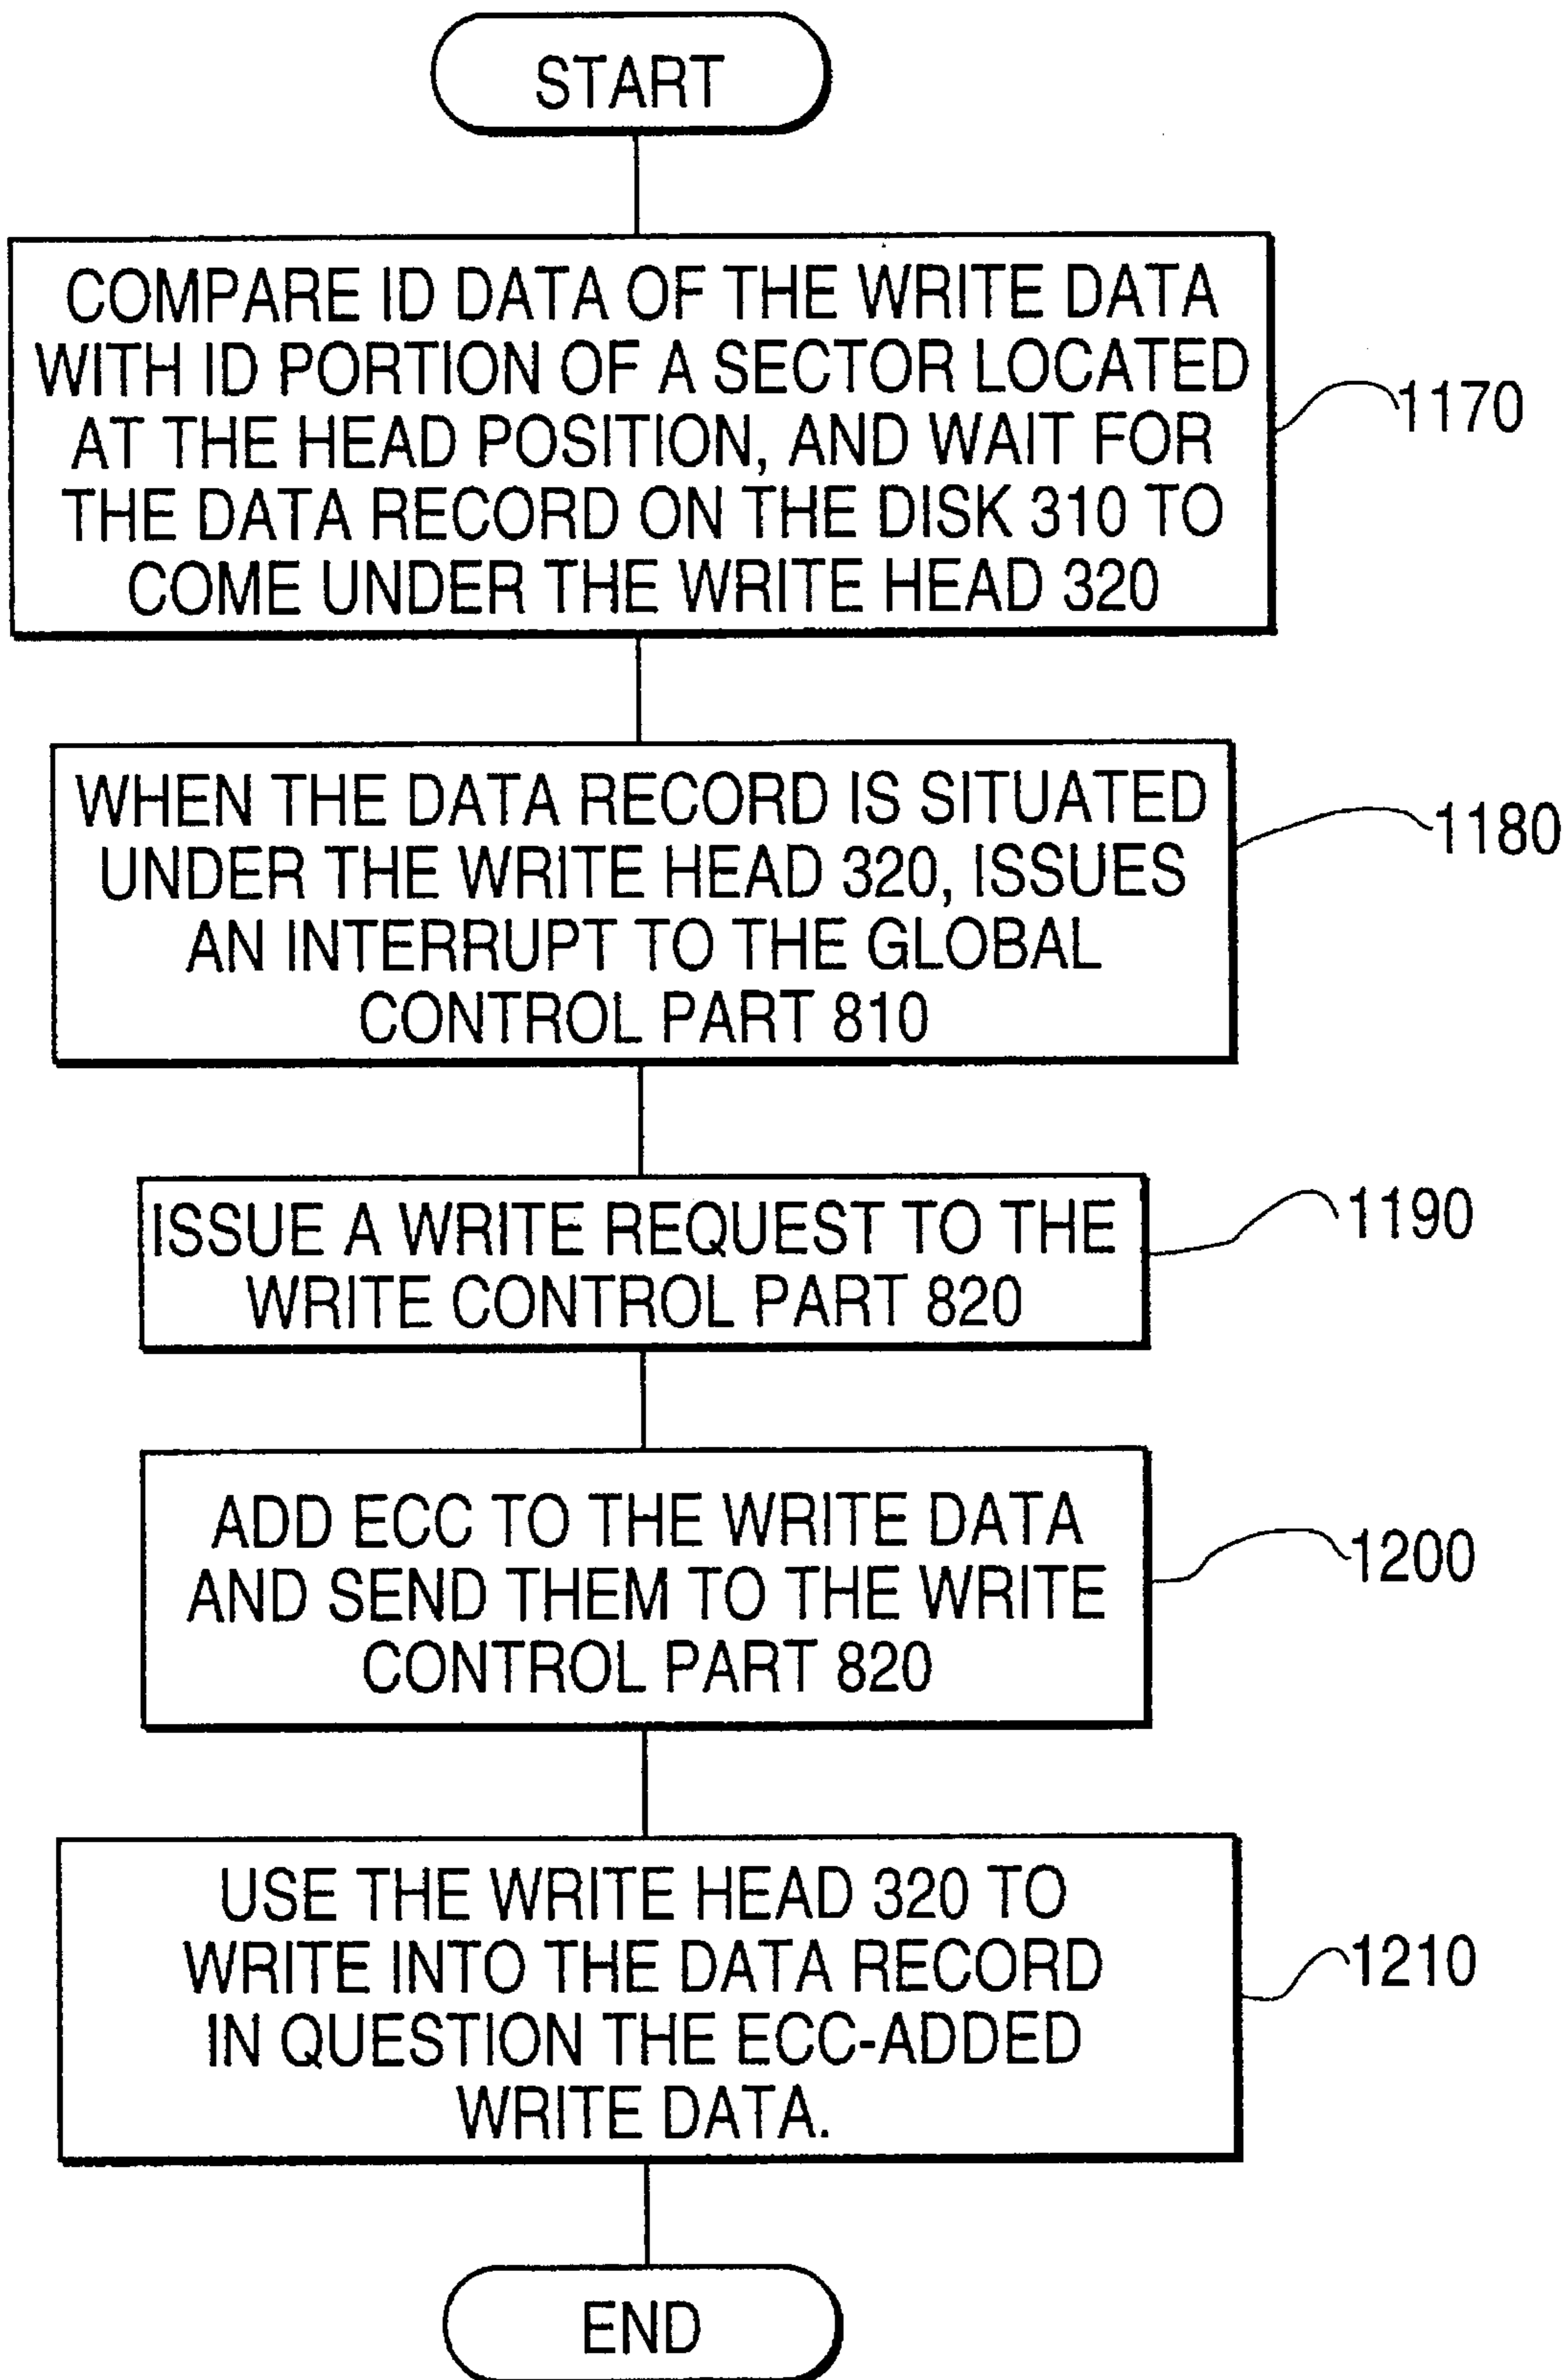 START
COMPARE ID DATA OF THE WRITE DATA
WITH ID PORTION OF A SECTOR LOCATED
AT THE HEAD POSITION, AND WAIT FOR
THE DATA RECORD ON THE DISK 310 TO
COME UNDER THE WRITE HEAD 320
1170
WHEN THE DATA RECORD IS SITUATED
UNDER THE WRITE HEAD 320, ISSUES
AN INTERRUPT TO THE GLOBAL
CONTROL PART 810
1180
ISSUE A WRITE REQUEST TO THE
WRITE CONTROL PART 820
1190
ADD ECC TO THE WRITE DATA
AND SEND THEM TO THE WRITE
CONTROL PART 820
1200
USE THE WRITE HEAD 320 TO
WRITE INTO THE DATA RECORD
IN QUESTION THE ECC-ADDED
WRITE DATA.
1210
END